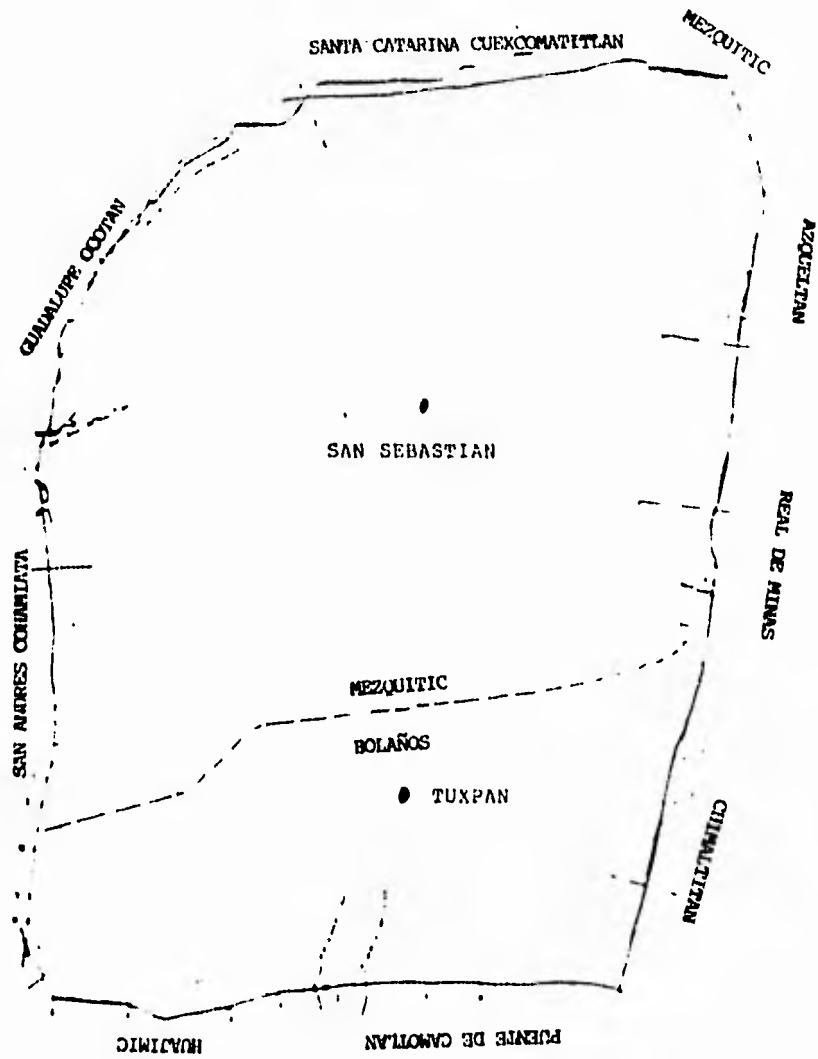 SANTA CATARINA CUEXCOMATITLAN
MEZQUITIC
GUADALUPE OCOTAN
AZQUELTAN
SAN SEBASTIAN
REAL DE MINAS
SAN ANDRES COHAMIATA
MEZQUITIC
BOLAÑOS
TUXPAN
CHIMALTITAN
HUAJIMIC
PUENTE DE CAMOTLAN